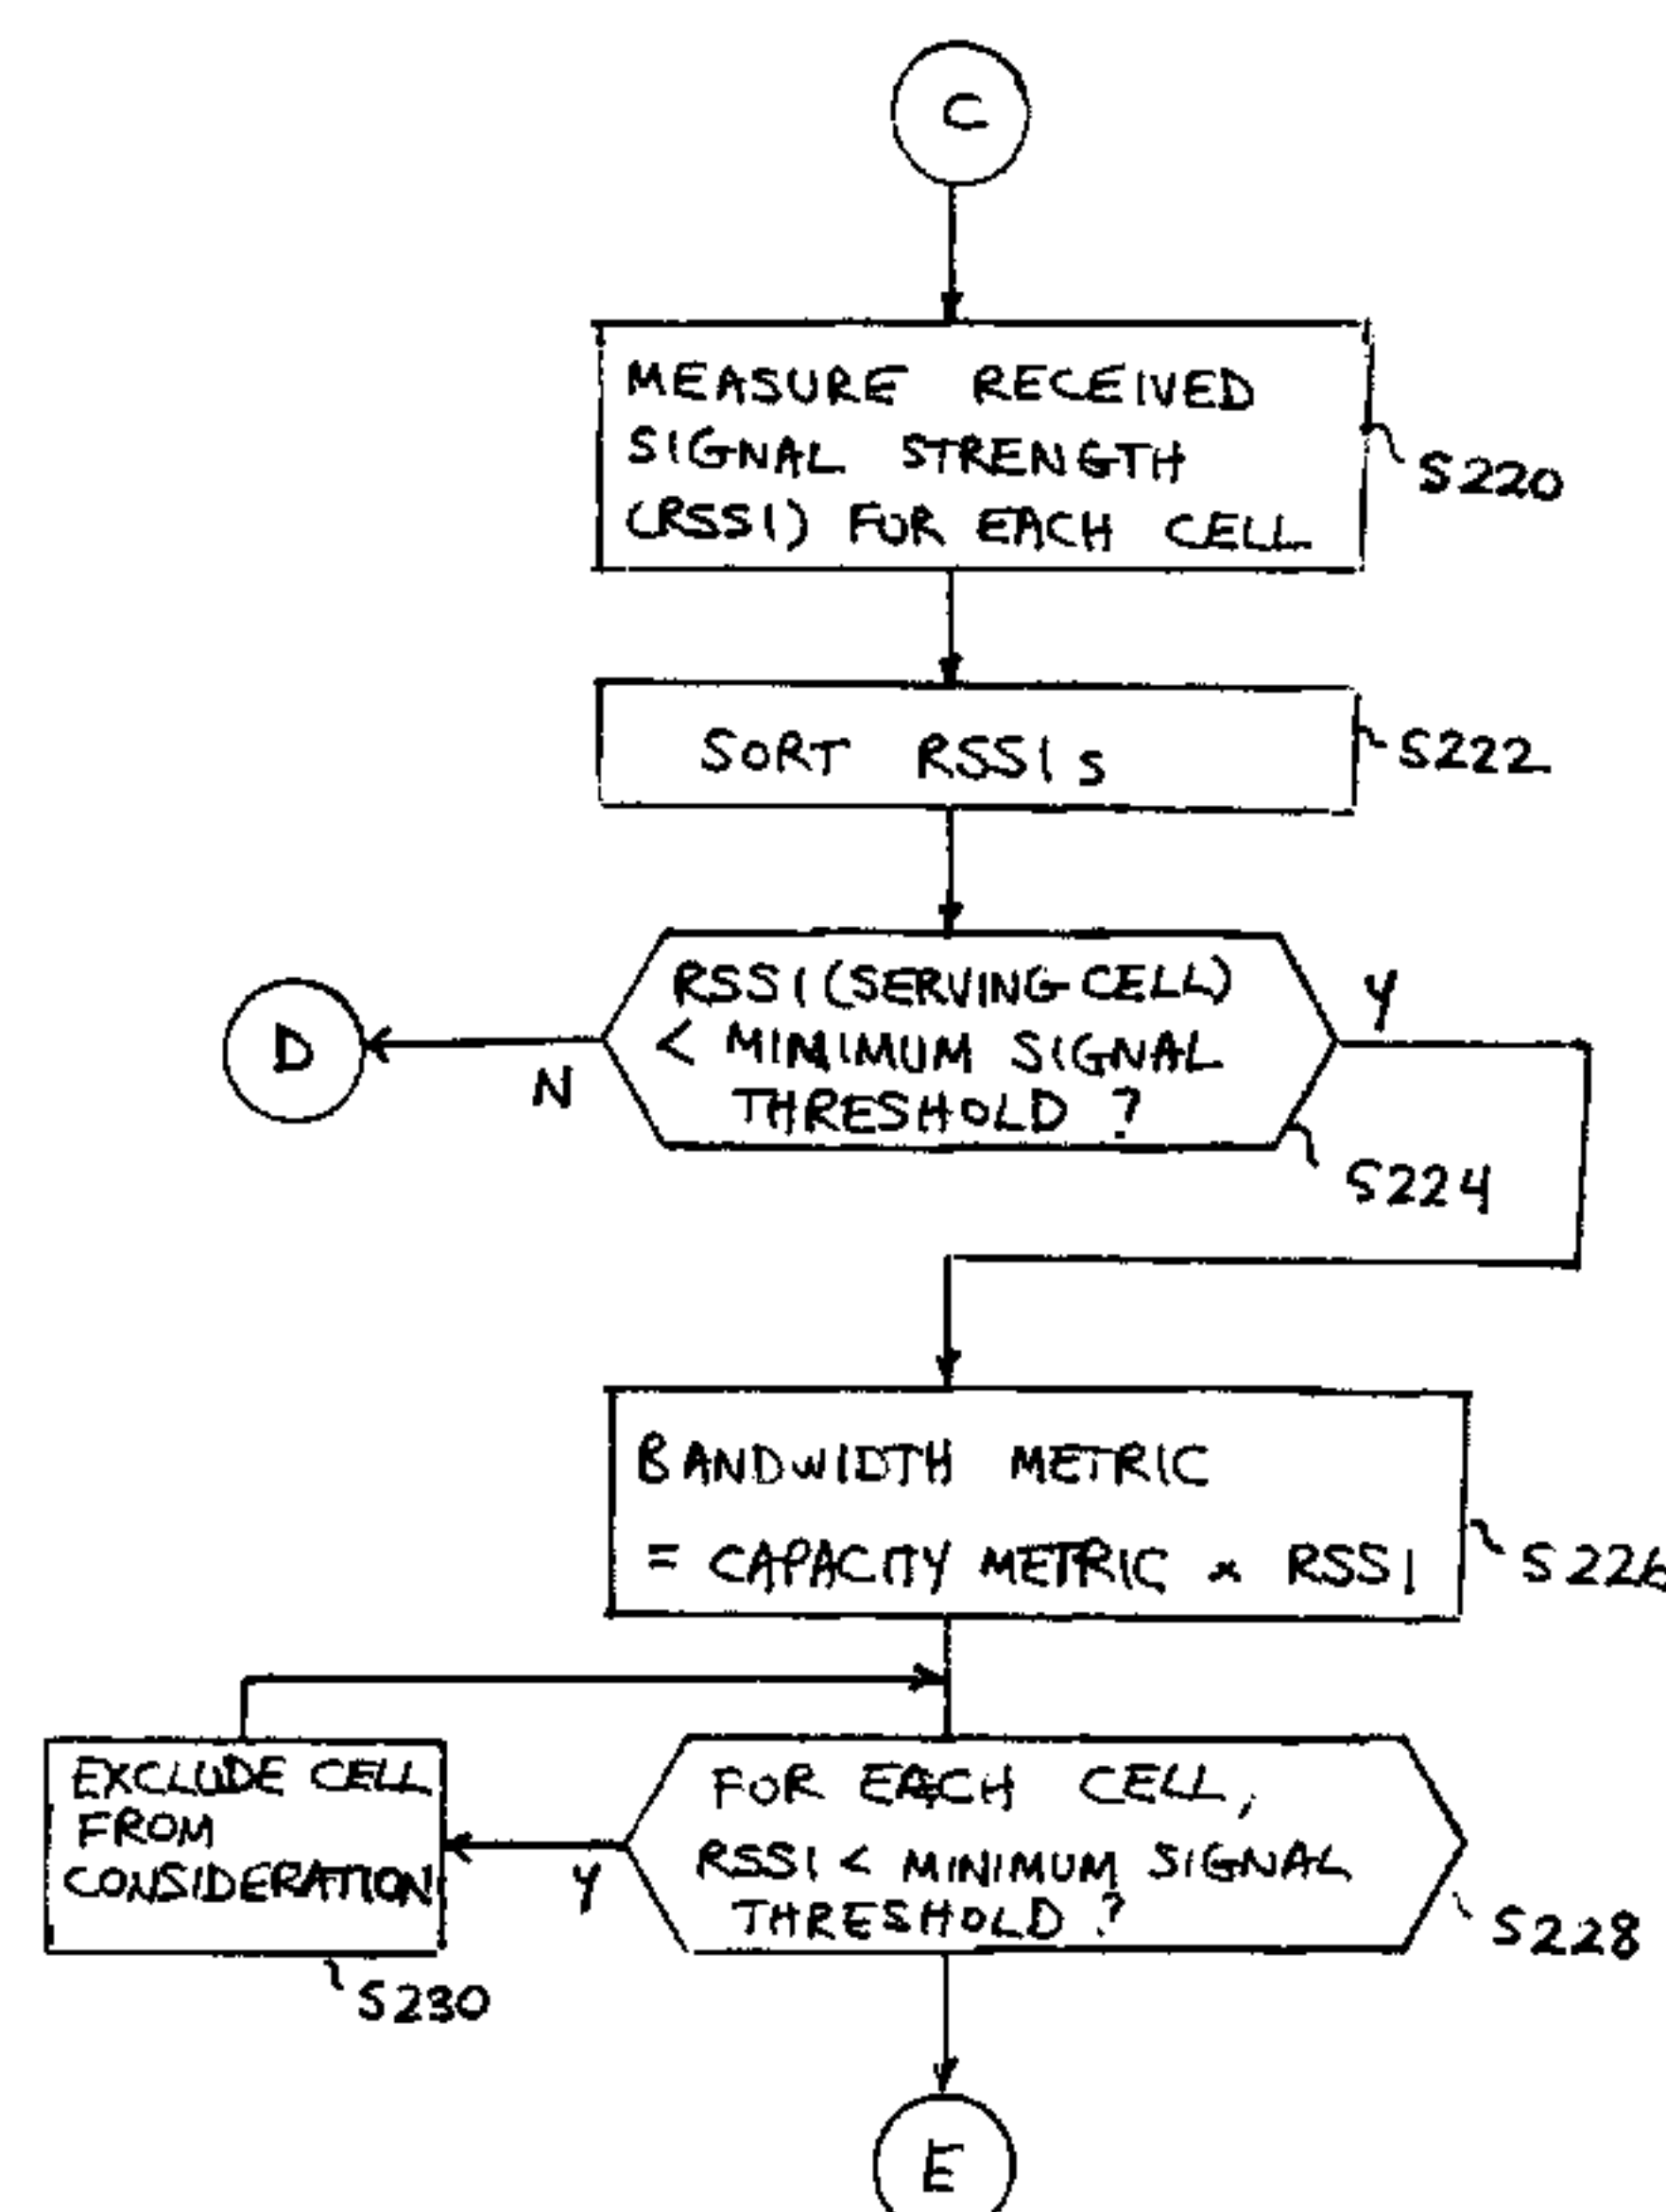 C
MEASURE RECEIVED
SIGNAL STRENGTH
(RSSI) FOR EACH CELL
S220
SORT RSSIs
S222
RSSI (SERVING-CELL)
< MINIMUM SIGNAL
THRESHOLD ?
Y
D
N
S224
BANDWIDTH METRIC
= CAPACITY METRIC x RSSI
S226
EXCLUDE CELL
FROM
CONSIDERATION
S230
Y
FOR EACH CELL,
RSSI < MINIMUM SIGNAL
THRESHOLD ?
S228
E